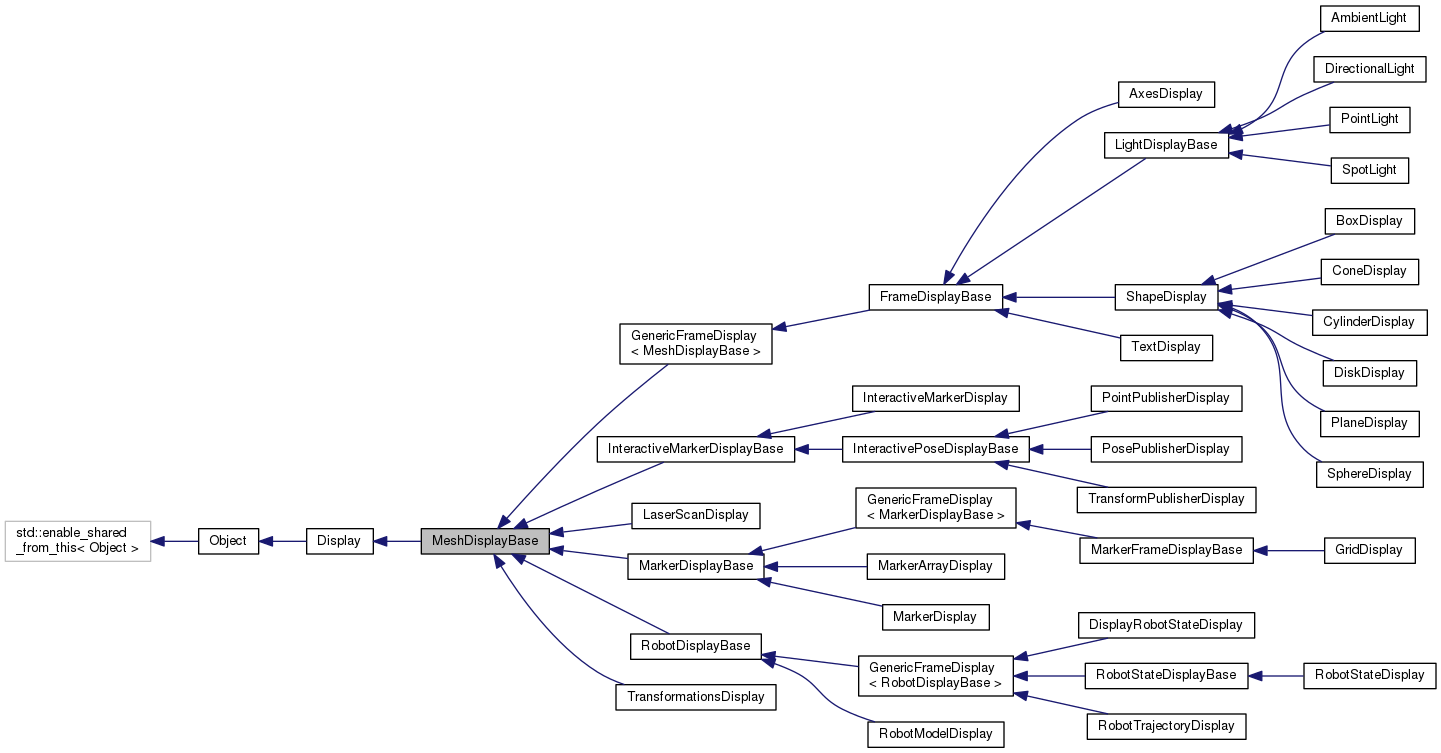 AmbientLight
DirectionalLight
AxesDisplay
PointLight
LightDisplayBase
SpotLight
BoxDisplay
ConeDisplay
FrameDisplayBase
ShapeDisplay
CylinderDisplay
GenericFrameDisplay
< MeshDisplayBase >
TextDisplay
DiskDisplay
InteractiveMarkerDisplay
PointPublisherDisplay
PlaneDisplay
InteractiveMarkerDisplayBase
InteractivePoseDisplayBase
PosePublisherDisplay
SphereDisplay
TransformPublisherDisplay
GenericFrameDisplay
< MarkerDisplayBase >
LaserScanDisplay
std::enable_shared
_from_this< Object >
Object
Display
MeshDisplayBase
MarkerFrameDisplayBase
GridDisplay
MarkerDisplayBase
MarkerArrayDisplay
MarkerDisplay
DisplayRobotStateDisplay
RobotDisplayBase
GenericFrameDisplay
< RobotDisplayBase >
RobotStateDisplayBase
RobotStateDisplay
TransformationsDisplay
RobotTrajectoryDisplay
RobotModelDisplay